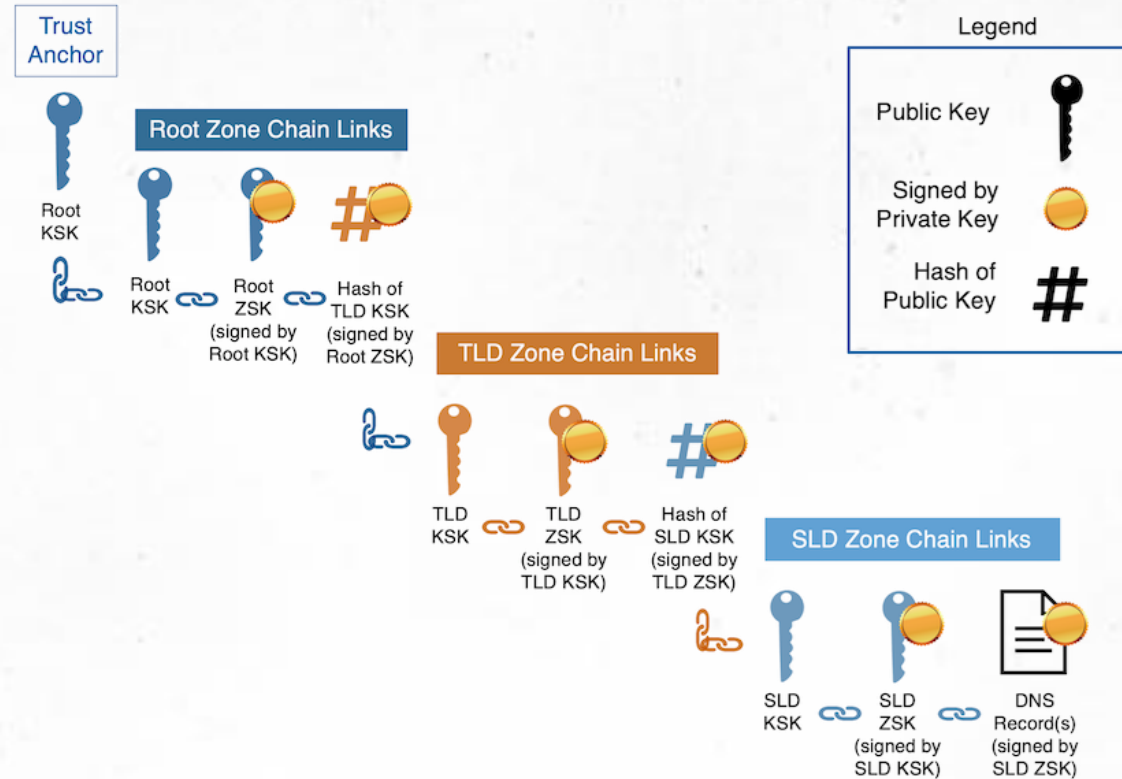 Trust
Anchor
Legend
Public Key
Signed by
Private Key
Hash of
Public Key
Root Zone Chain Links
Root
KSK
Root
KSK
Root
ZSK
(signed by
Root KSK)
Hash of
TLD KSK
(signed by
Root ZSK)
TLD Zone Chain Links
TLD
KSK
TLD
ZSK
(signed by
TLD KSK)
Hash of
SLD KSK
(signed by
TLD ZSK)
SLD Zone Chain Links
SLD
KSK
SLD
ZSK
(signed by
SLD KSK)
DNS
Record(s)
(signed by
SLD ZSK)